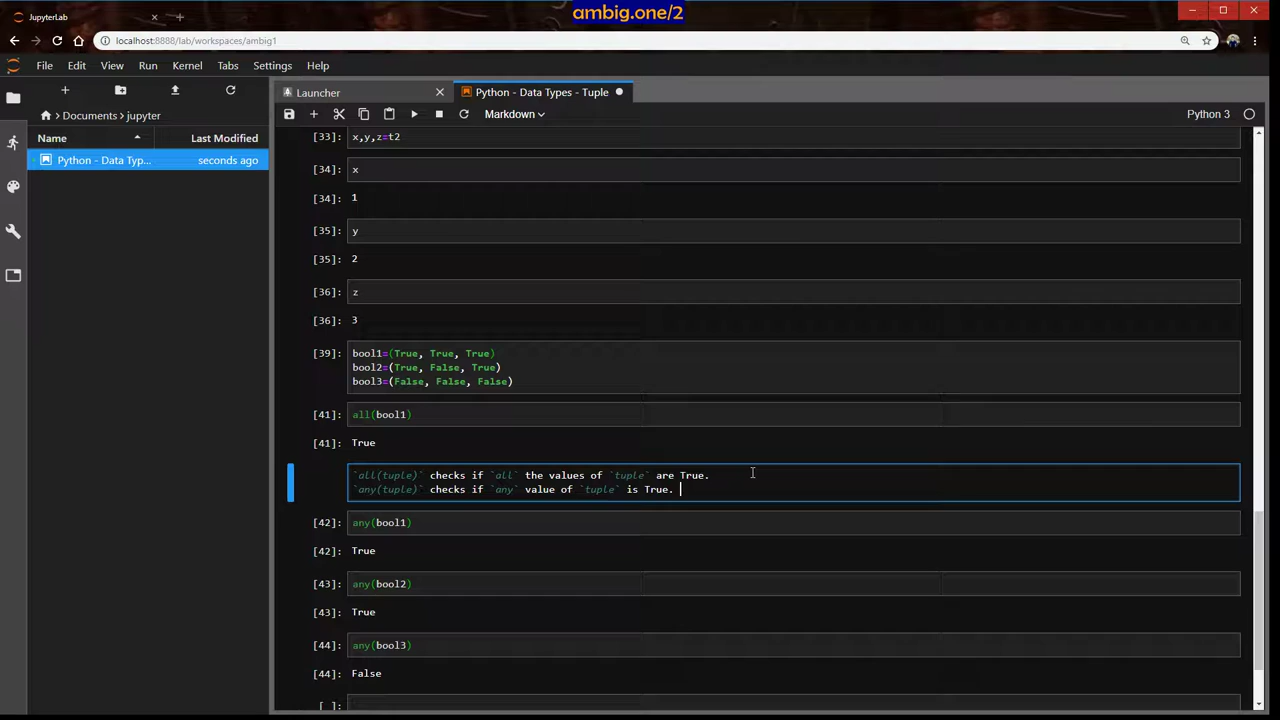 ambig.one/2
JupyterLab
localhost:8888/lab/workspaces/ambig1
File Edit View Run Kernel Tabs Settings Help
Launcher
Python - Data Types - Tuple
Markdown
Python 3
Documents jupyter
Name Last Modified
Python - Data Typ... seconds ago
[33]: x,y,z=t2
[34]: x
[34]: 1
[35]: y
[35]: 2
[36]: z
[36]: 3
[39]: bool1=(True, True, True)
bool2=(True, False, True)
bool3=(False, False, False)
[41]: all(bool1)
[41]: True
`all(tuple)` checks if `all` the values of `tuple` are True.
`any(tuple)` checks if `any` value of `tuple` is True.
[42]: any(bool1)
[42]: True
[43]: any(bool2)
[43]: True
[44]: any(bool3)
[44]: False
[ ]: